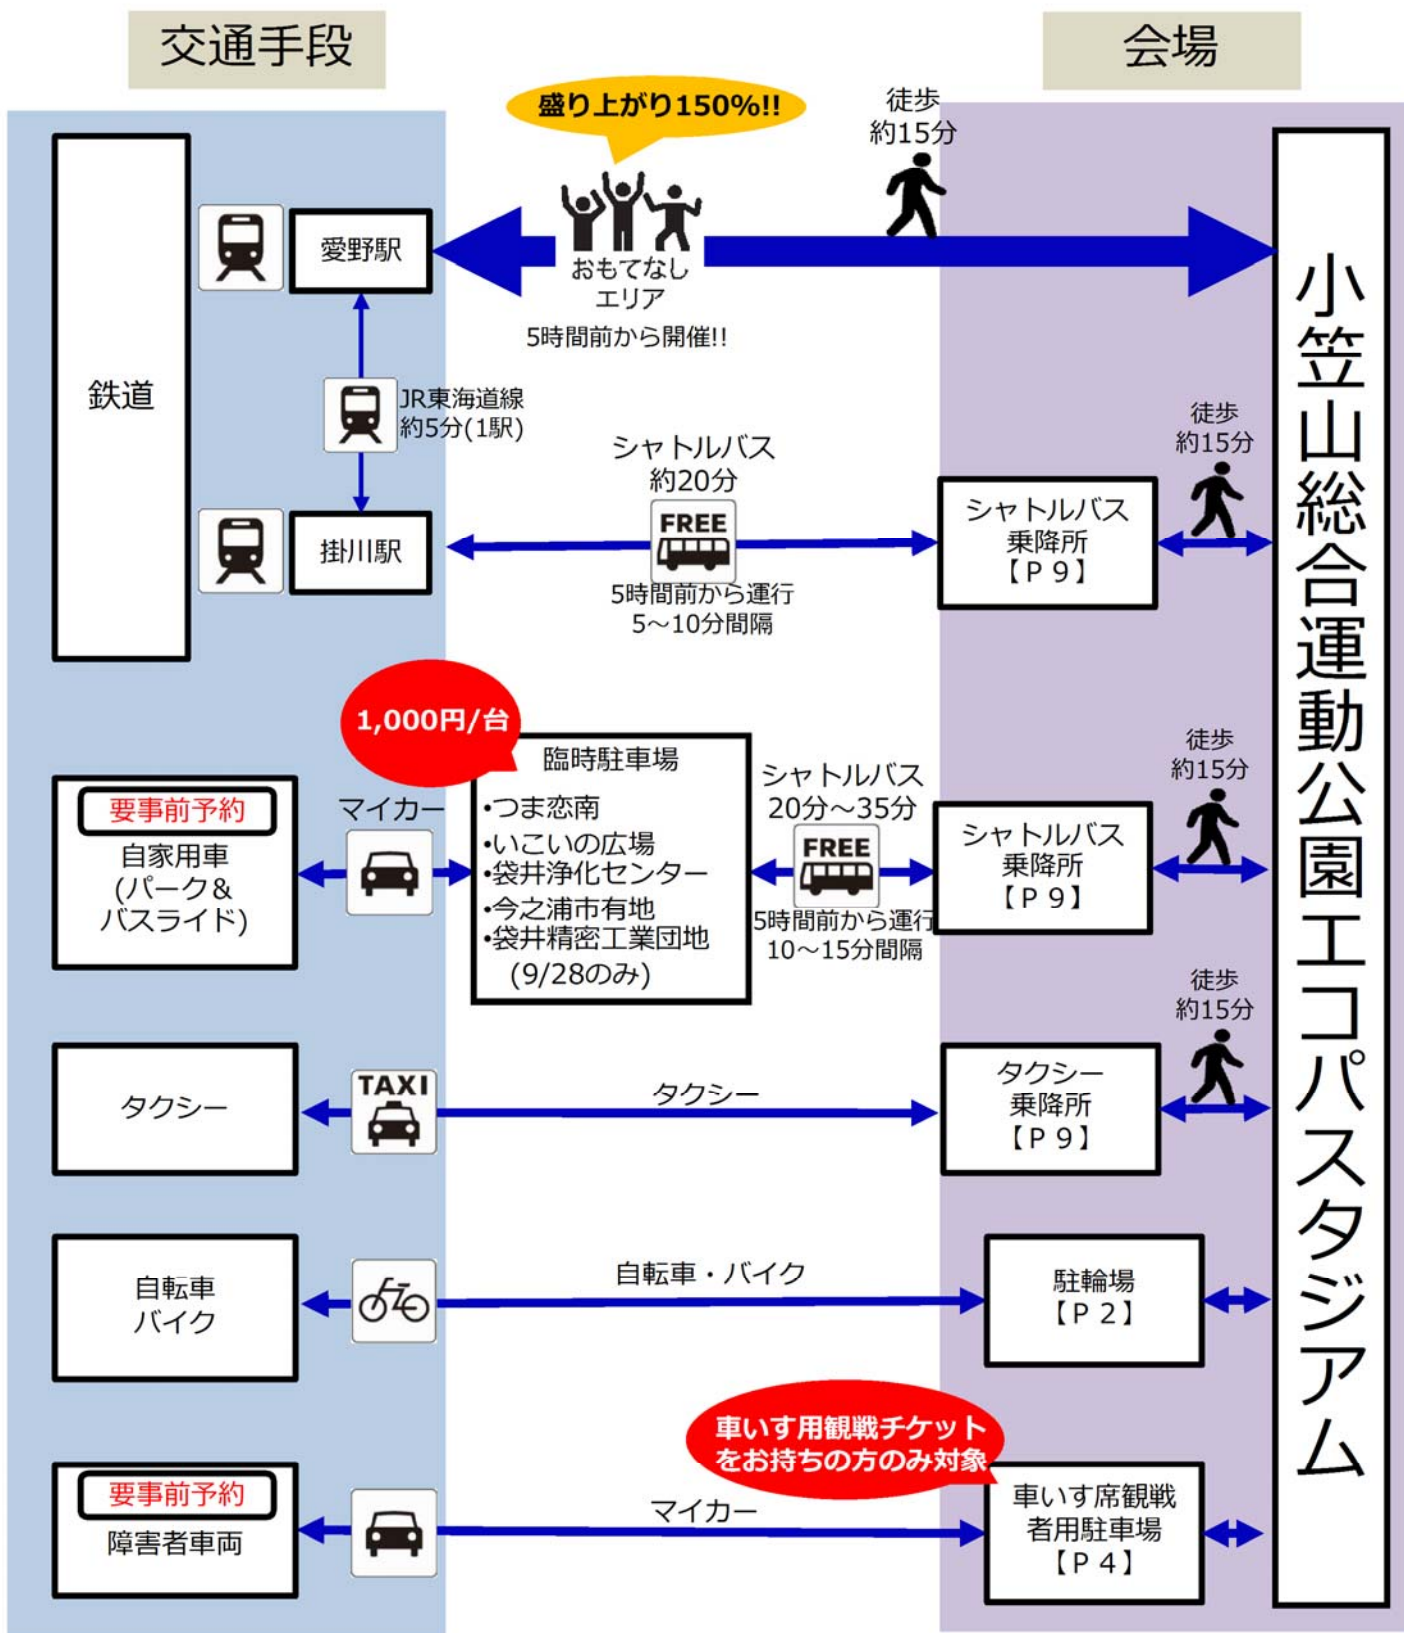 交通手段
会場
盛り上がり150%!!
徒歩
約15分
鉄道
愛野駅
おもてなし
エリア
5時間前から開催!!
JR東海道線
約5分(1駅)
掛川駅
シャトルバス
約20分
FREE
5時間前から運行
5～10分間隔
シャトルバス
乗降所
【P 9】
徒歩
約15分
小笠山総合運動公園エコパスタジアム
1,000円/台
要事前予約
自家用車
(パーク＆
バスライド)
マイカー
臨時駐車場
•つま恋南
•いこいの広場
•袋井浄化センター
•今之浦市有地
•袋井精密工業団地
(9/28のみ)
シャトルバス
20分～35分
FREE
5時間前から運行
10～15分間隔
シャトルバス
乗降所
【P 9】
徒歩
約15分
タクシー
TAXI
タクシー
タクシー
乗降所
【P 9】
徒歩
約15分
自転車
バイク
自転車・バイク
駐輪場
【P 2】
要事前予約
障害者車両
マイカー
車いす用観戦チケット
をお持ちの方のみ対象
車いす席観戦
者用駐車場
【P 4】